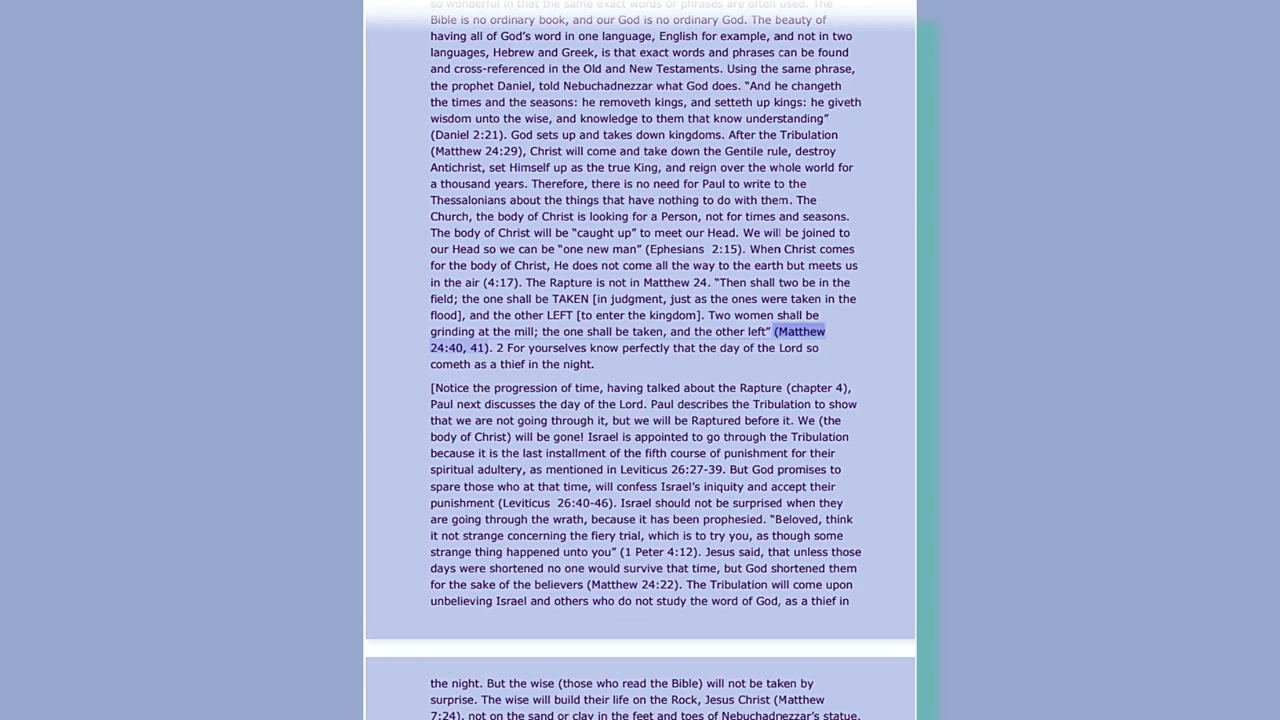 so wonderful in that the same exact words or phrases are often used. The
Bible is no ordinary book, and our God is no ordinary God. The beauty of
having all of God's word in one language, English for example, and not in two
languages, Hebrew and Greek, is that exact words and phrases can be found
and cross-referenced in the Old and New Testaments. Using the same phrase,
the prophet Daniel, told Nebuchadnezzar what God does. "And he changeth
the times and the seasons: he removeth kings, and setteth up kings: he giveth
wisdom unto the wise, and knowledge to them that know understanding"
(Daniel 2:21). God sets up and takes down kingdoms. After the Tribulation
(Matthew 24:29), Christ will come and take down the Gentile rule, destroy
Antichrist, set Himself up as the true King, and reign over the whole world for
a thousand years. Therefore, there is no need for Paul to write to the
Thessalonians about the things that have nothing to do with them. The
Church, the body of Christ is looking for a Person, not for times and seasons.
The body of Christ will be "caught up" to meet our Head. We will be joined to
our Head so we can be "one new man" (Ephesians 2:15). When Christ comes
for the body of Christ, He does not come all the way to the earth but meets us
in the air (4:17). The Rapture is not in Matthew 24. "Then shall two be in the
field; the one shall be TAKEN [in judgment, just as the ones were taken in the
flood], and the other LEFT [to enter the kingdom]. Two women shall be
grinding at the mill; the one shall be taken, and the other left" (Matthew
24:40, 41). 2 For yourselves know perfectly that the day of the Lord so
cometh as a thief in the night.
[Notice the progression of time, having talked about the Rapture (chapter 4),
Paul next discusses the day of the Lord. Paul describes the Tribulation to show
that we are not going through it, but we will be Raptured before it. We (the
body of Christ) will be gone! Israel is appointed to go through the Tribulation
because it is the last installment of the fifth course of punishment for their
spiritual adultery, as mentioned in Leviticus 26:27-39. But God promises to
spare those who at that time, will confess Israel's iniquity and accept their
punishment (Leviticus 26:40-46). Israel should not be surprised when they
are going through the wrath, because it has been prophesied. "Beloved, think
it not strange concerning the fiery trial, which is to try you, as though some
strange thing happened unto you" (1 Peter 4:12). Jesus said, that unless those
days were shortened no one would survive that time, but God shortened them
for the sake of the believers (Matthew 24:22). The Tribulation will come upon
unbelieving Israel and others who do not study the word of God, as a thief in
the night. But the wise (those who read the Bible) will not be taken by
surprise. The wise will build their life on the Rock, Jesus Christ (Matthew
7:24), not on the sand or clay in the feet and toes of Nebuchadnezzar's statue.